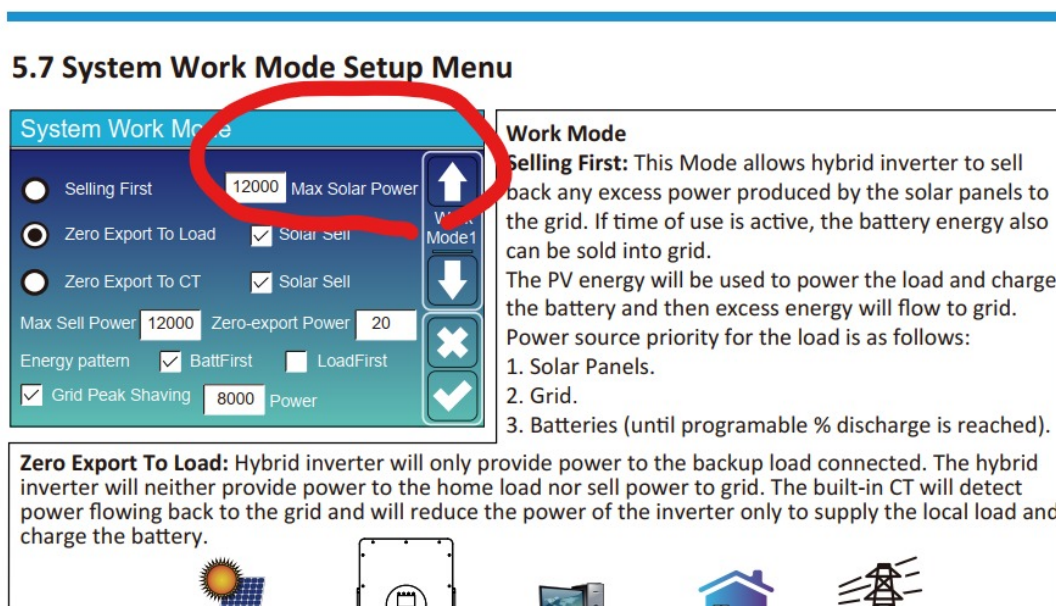 5.7 System Work Mode Setup Menu
System Work Mode
Selling First 12000 Max Solar Power
Zero Export To Load Solar Sell
Work
Mode1
Zero Export To CT Solar Sell
Max Sell Power 12000 Zero-export Power 20
Energy pattern BattFirst LoadFirst
Grid Peak Shaving 8000 Power
Work Mode
Selling First: This Mode allows hybrid inverter to sell
back any excess power produced by the solar panels to
the grid. If time of use is active, the battery energy also
can be sold into grid.
The PV energy will be used to power the load and charge
the battery and then excess energy will flow to grid.
Power source priority for the load is as follows:
1. Solar Panels.
2. Grid.
3. Batteries (until programable % discharge is reached).
Zero Export To Load: Hybrid inverter will only provide power to the backup load connected. The hybrid
inverter will neither provide power to the home load nor sell power to grid. The built-in CT will detect
power flowing back to the grid and will reduce the power of the inverter only to supply the local load and
charge the battery.